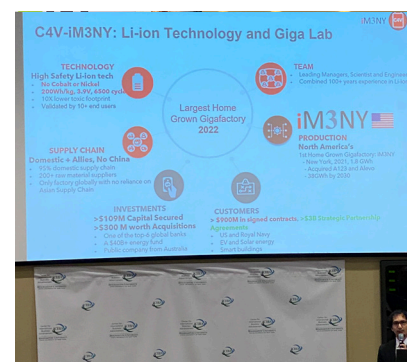 iM3NY C4V
C4V-iM3NY: Li-ion Technology and Giga Lab
TECHNOLOGY
High Safety Li-ion tech
No Cobalt or Nickel
200Wh/kg, 3.9V, 6500 cycle
10X lower toxic footprint
Validated by 10+ end users
TEAM
Leading Managers, Scientist and Engineers
Combined 100+ years experience in
Largest Home
Grown Gigafactory
2022
iM3NY
PRODUCTION
North America's
1st Home Grown Gigafactory: iM3NY
- New York, 2021, 1.8 GWh
- Acquired A123 and
- 38GWh by 2030
SUPPLY CHAIN
Domestic + Allies, No China
95% domestic supply chain
200+ raw material suppliers
Only factory globally with no reliance on
Asian Supply Chain
INVESTMENTS
>$109M Capital Secured
>$300 M worth Acquisitions
One of the top 4 global banks
A $40B+ energy fund
Public company from Australia
CUSTOMERS
> $900M in signed contracts, >$3B Strategic Partnership
Agreements
US and Royal Navy
EV and Solar energy
Smart buildings